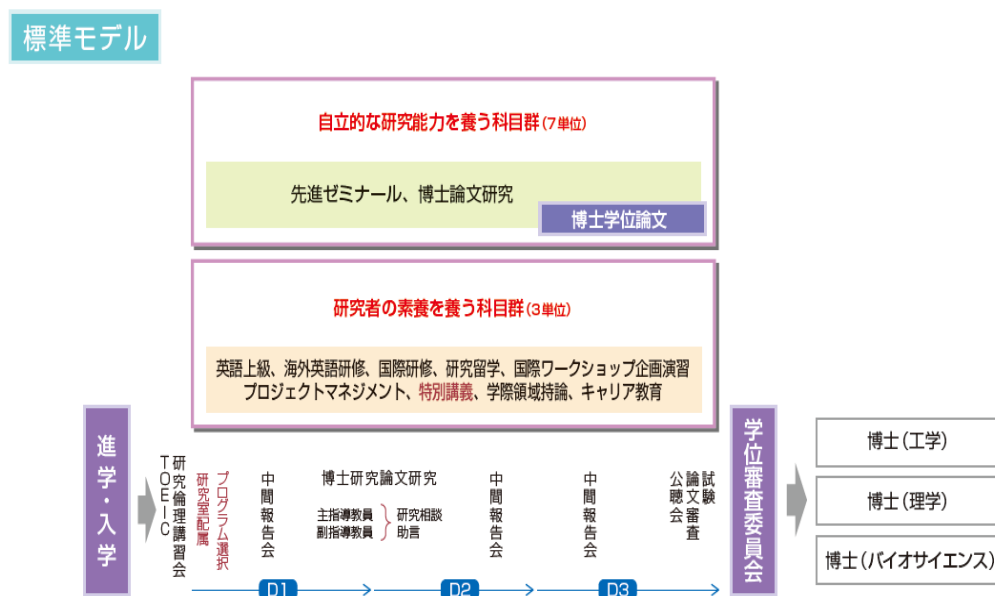 標準モデル
自立的な研究能力を養う科目群(7単位)
先進ゼミナール、博士論文研究
博士学位論文
研究者の素養を養う科目群(3単位)
英語上級、海外英語研修、国際研修、研究留学、国際ワークショップ企画演習
プロジェクトマネジメント、特別講義、学際領域持論、キャリア教育
進学・入学
研究倫理講習会
TOEIC
プログラム選択
研究室配属
中間報告会
博士研究論文研究
主指導教員
副指導教員
研究相談
助言
中間報告会
中間報告会
試験
論文審査
公聴会
D1
D2
D3
学位審査委員会
博士(工学)
博士(理学)
博士(バイオサイエンス)